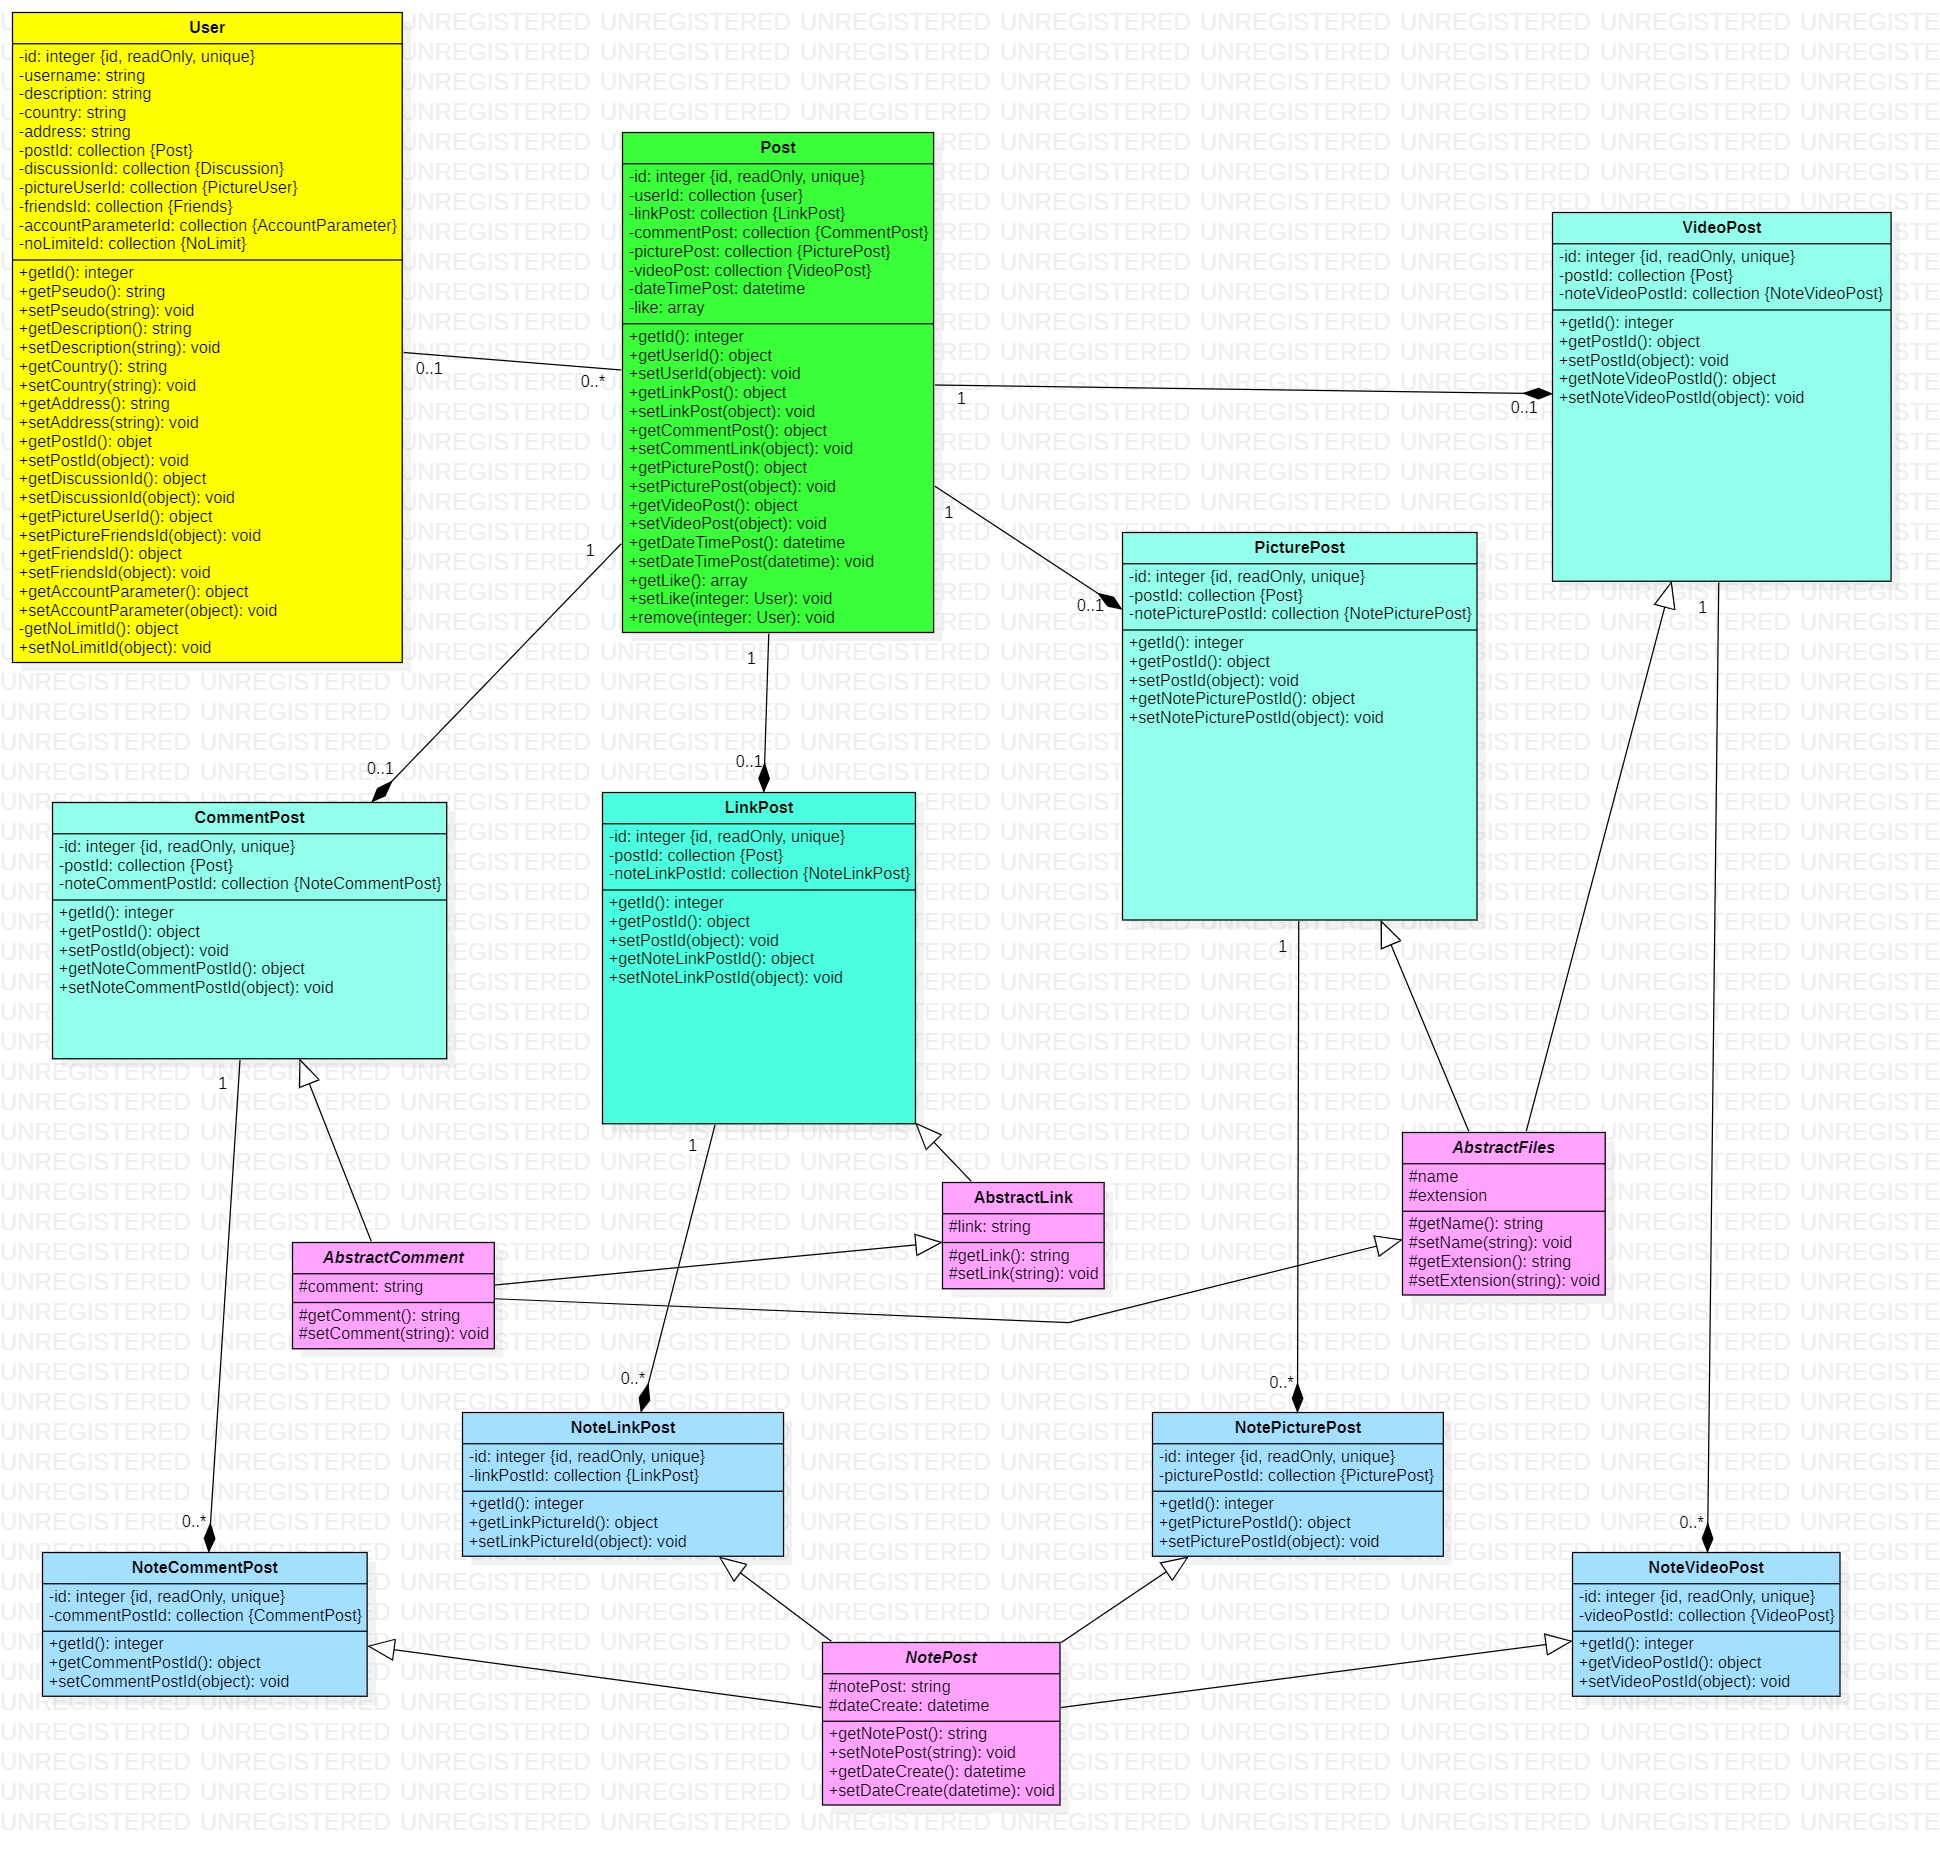 User
-id: integer {id, readOnly, unique}
-username: string
-description: string
-country: string
-address: string
-postId: collection {Post}
-discussionId: collection {Discussion}
-pictureUserId: collection {PictureUser}
-friendsId: collection {Friends}
-accountParameterId: collection {AccountParameter}
-noLimiteId: collection {NoLimit}
+getId(): integer
+getPseudo(): string
+setPseudo(string): void
+getDescription(): string
+setDescription(string): void
+getCountry(): string
+setCountry(string): void
+getAddress(): string
+setAddress(string): void
+getPostId(): objet
+setPostId(object): void
+getDiscussionId(): object
+setDiscussionId(object): void
+getPictureUserId(): object
+setPictureFriendsId(object): void
+getFriendsId(): object
+setFriendsId(object): void
+getAccountParameter(): object
+setAccountParameter(object): void
-getNoLimitId(): object
+setNoLimitId(object): void
0..1
0..*
Post
-id: integer {id, readOnly, unique}
-userId: collection {user}
-linkPost: collection {LinkPost}
-commentPost: collection {CommentPost}
-picturePost: collection {PicturePost}
-videoPost: collection {VideoPost}
-dateTimePost: datetime
-like: array
+getId(): integer
+getUserId(): object
+setUserId(object): void
+getLinkPost(): object
+setLinkPost(object): void
+getCommentPost(): object
+setCommentLink(object): void
+getPicturePost(): object
+setPicturePost(object): void
+getVideoPost(): object
+setVideoPost(object): void
+getDateTimePost(): datetime
+setDateTimePost(datetime): void
+getLike(): array
+setLike(integer: User): void
+remove(integer: User): void
1
0..1
1
0..1
1
0..1
1
0..1
VideoPost
-id: integer {id, readOnly, unique}
-postId: collection {Post}
-noteVideoPostId: collection {NoteVideoPost}
+getId(): integer
+getPostId(): object
+setPostId(object): void
+getNoteVideoPostId(): object
+setNoteVideoPostId(object): void
1
PicturePost
-id: integer {id, readOnly, unique}
-postId: collection {Post}
-notePicturePostId: collection {NotePicturePost}
+getId(): integer
+getPostId(): object
+setPostId(object): void
+getNotePicturePostId(): object
+setNotePicturePostId(object): void
1
CommentPost
-id: integer {id, readOnly, unique}
-postId: collection {Post}
-noteCommentPostId: collection {NoteCommentPost}
+getId(): integer
+getPostId(): object
+setPostId(object): void
+getNoteCommentPostId(): object
+setNoteCommentPostId(object): void
1
LinkPost
-id: integer {id, readOnly, unique}
-postId: collection {Post}
-noteLinkPostId: collection {NoteLinkPost}
+getId(): integer
+getPostId(): object
+setPostId(object): void
+getNoteLinkPostId(): object
+setNoteLinkPostId(object): void
1
AbstractFiles
#name
#extension
#getName(): string
#setName(string): void
#getExtension(): string
#setExtension(string): void
AbstractLink
#link: string
#getLink(): string
#setLink(string): void
AbstractComment
#comment: string
#getComment(): string
#setComment(string): void
0..*
NoteLinkPost
-id: integer {id, readOnly, unique}
-linkPostId: collection {LinkPost}
+getId(): integer
+getLinkPictureId(): object
+setLinkPictureId(object): void
0..*
NotePicturePost
-id: integer {id, readOnly, unique}
-picturePostId: collection {PicturePost}
+getId(): integer
+getPicturePostId(): object
+setPicturePostId(object): void
0..*
NoteCommentPost
-id: integer {id, readOnly, unique}
-commentPostId: collection {CommentPost}
+getId(): integer
+getCommentPostId(): object
+setCommentPostId(object): void
0..*
NoteVideoPost
-id: integer {id, readOnly, unique}
-videoPostId: collection {VideoPost}
+getId(): integer
+getVideoPostId(): object
+setVideoPostId(object): void
NotePost
#notePost: string
#dateCreate: datetime
+getNotePost(): string
+setNotePost(string): void
+getDateCreate(): datetime
+setDateCreate(datetime): void
UNREGISTERED